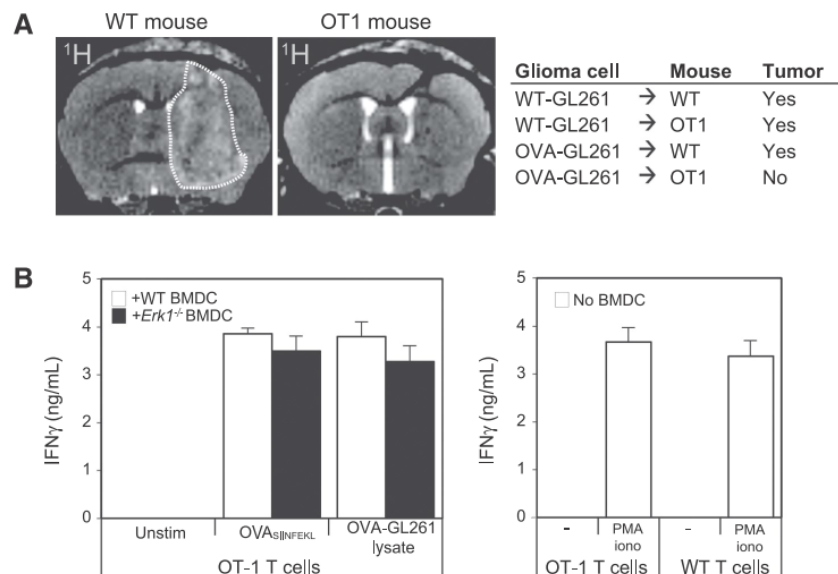 A
WT mouse
OT1 mouse
¹H
¹H
Glioma cell Mouse Tumor
WT-GL261 → WT Yes
WT-GL261 → OT1 Yes
OVA-GL261 → WT Yes
OVA-GL261 → OT1 No
B
5
4
3
2
1
0
IFNγ (ng/mL)
+WT BMDC
+Erk1-/- BMDC
Unstim
OVASIINFEKL
OVA-GL261
lysate
OT-1 T cells
5
4
3
2
1
0
IFNγ (ng/mL)
No BMDC
- PMA - PMA
iono iono
OT-1 T cells WT T cells